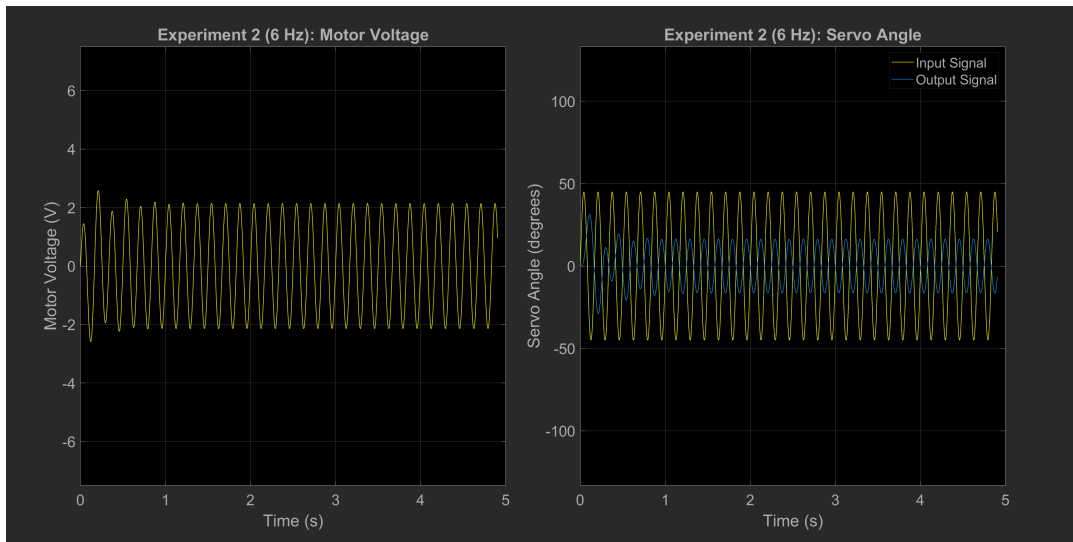 Experiment 2 (6 Hz): Motor Voltage
6
4
2
0
-2
-4
-6
Motor Voltage (V)
0 1 2 3 4 5
Time (s)
Experiment 2 (6 Hz): Servo Angle
Input Signal
Output Signal
100
50
0
-50
-100
Servo Angle (degrees)
0 1 2 3 4 5
Time (s)